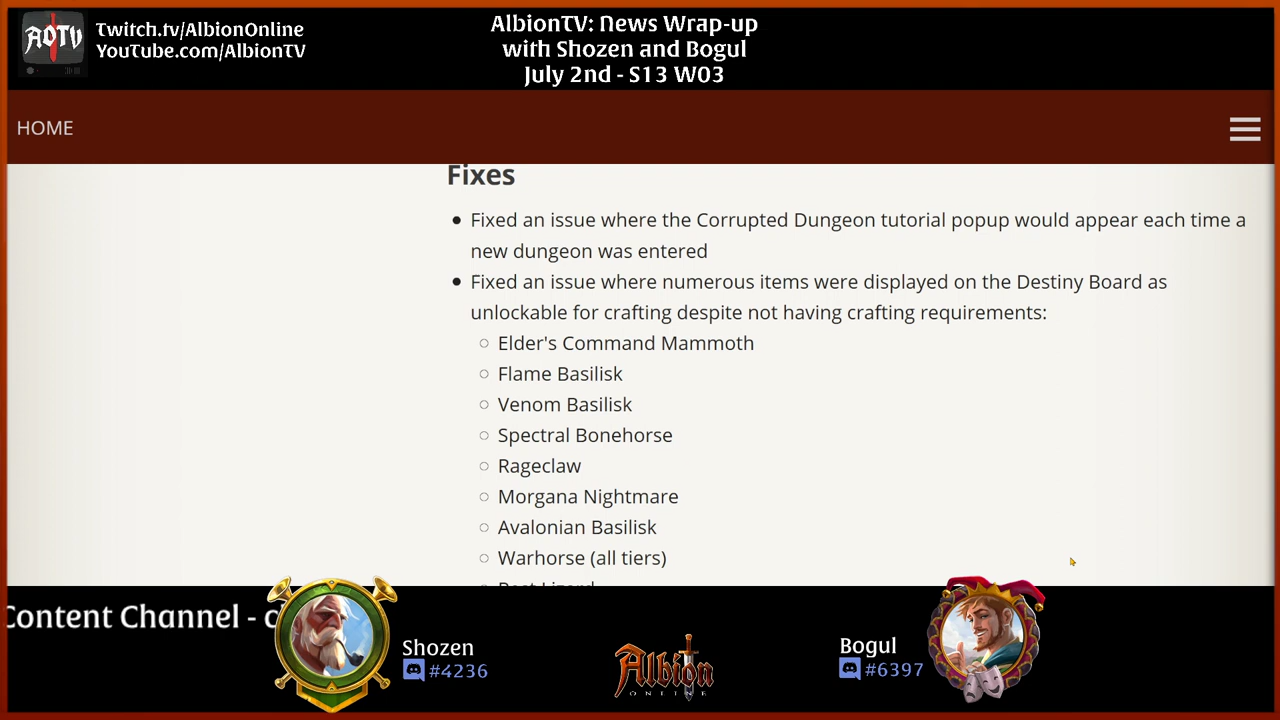 AOTV
Twitch.tv/AlbionOnline
YouTube.com/AlbionTV
AlbionTV: News Wrap-up
with Shozen and Bogul
July 2nd - S13 W03
HOME
Fixes
Fixed an issue where the Corrupted Dungeon tutorial popup would appear each time a
new dungeon was entered
Fixed an issue where numerous items were displayed on the Destiny Board as
unlockable for crafting despite not having crafting requirements:
Elder's Command Mammoth
Flame Basilisk
Venom Basilisk
Spectral Bonehorse
Rageclaw
Morgana Nightmare
Avalonian Basilisk
Warhorse (all tiers)
Content Channel - c
Shozen
#4236
Albion
ONLINE
Bogul
#6397